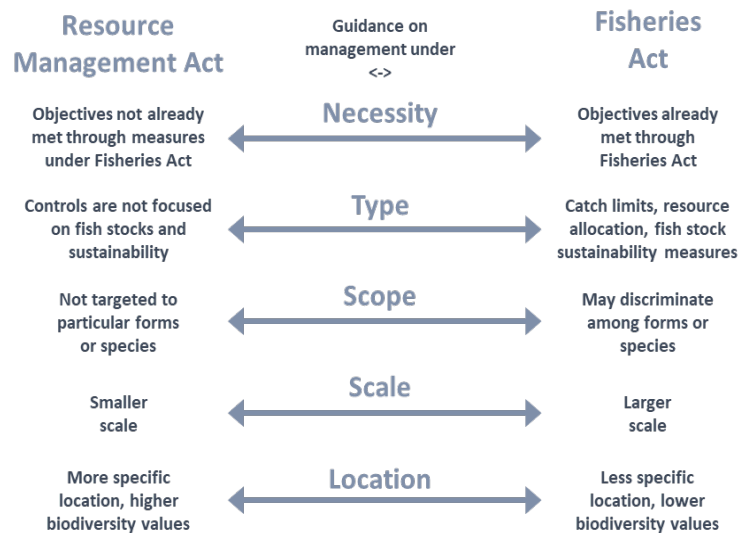 Resource
Management Act
Guidance on
management under
<->
Fisheries
Act
Objectives not already
met through measures
under Fisheries Act
Necessity
Objectives already
met through
Fisheries Act
Controls are not focused
on fish stocks and
sustainability
Type
Catch limits, resource
allocation, fish stock
sustainability measures
Not targeted to
particular forms
or species
Scope
May discriminate
among forms or
species
Smaller
scale
Scale
Larger
scale
More specific
location, higher
biodiversity values
Location
Less specific
location, lower
biodiversity values